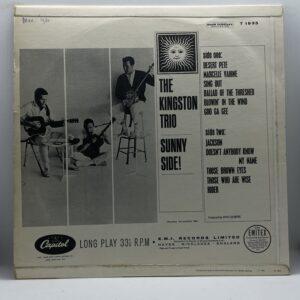 T 1935
THE
KINGSTON
TRIO
SUNNY
SIDE!
side one:
DESERT PETE
MARCELLE VAHINE
SING OUT
BALLAD OF THE THRESHER
BLOWIN' IN THE WIND
GOO GA GEE
side two:
JACKSON
DOESN'T ANYBODY KNOW
MY NAME
THOSE BROWN EYES
THOSE WHO ARE WISE
RIDER
Capitol
LONG PLAY 33⅓ R.P.M •
E.M.I. RECORDS LIMITED
HAYES • MIDDLESEX • ENGLAND
EMITEX